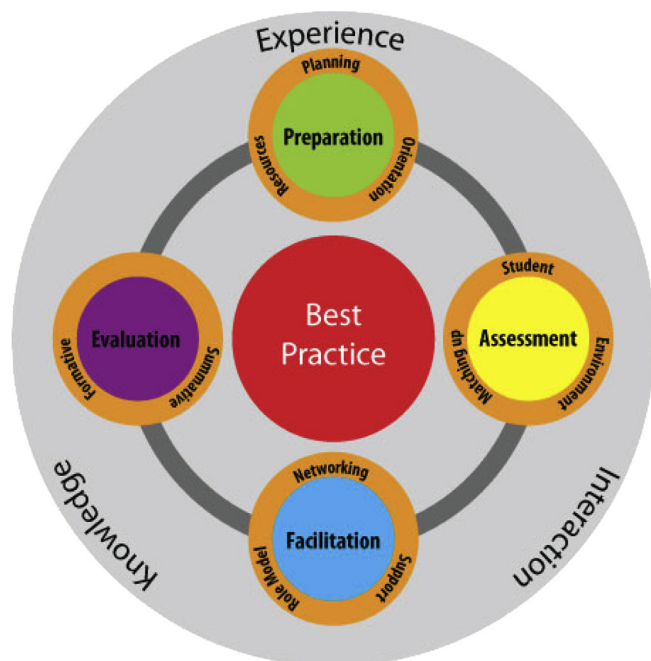 Experience
Planning
Preparation
Resources
Orientation
Student
Assessment
Matching up
Environment
Best
Practice
Evaluation
Formative
Summative
Networking
Facilitation
Role Model
Support
Knowledge
Interaction